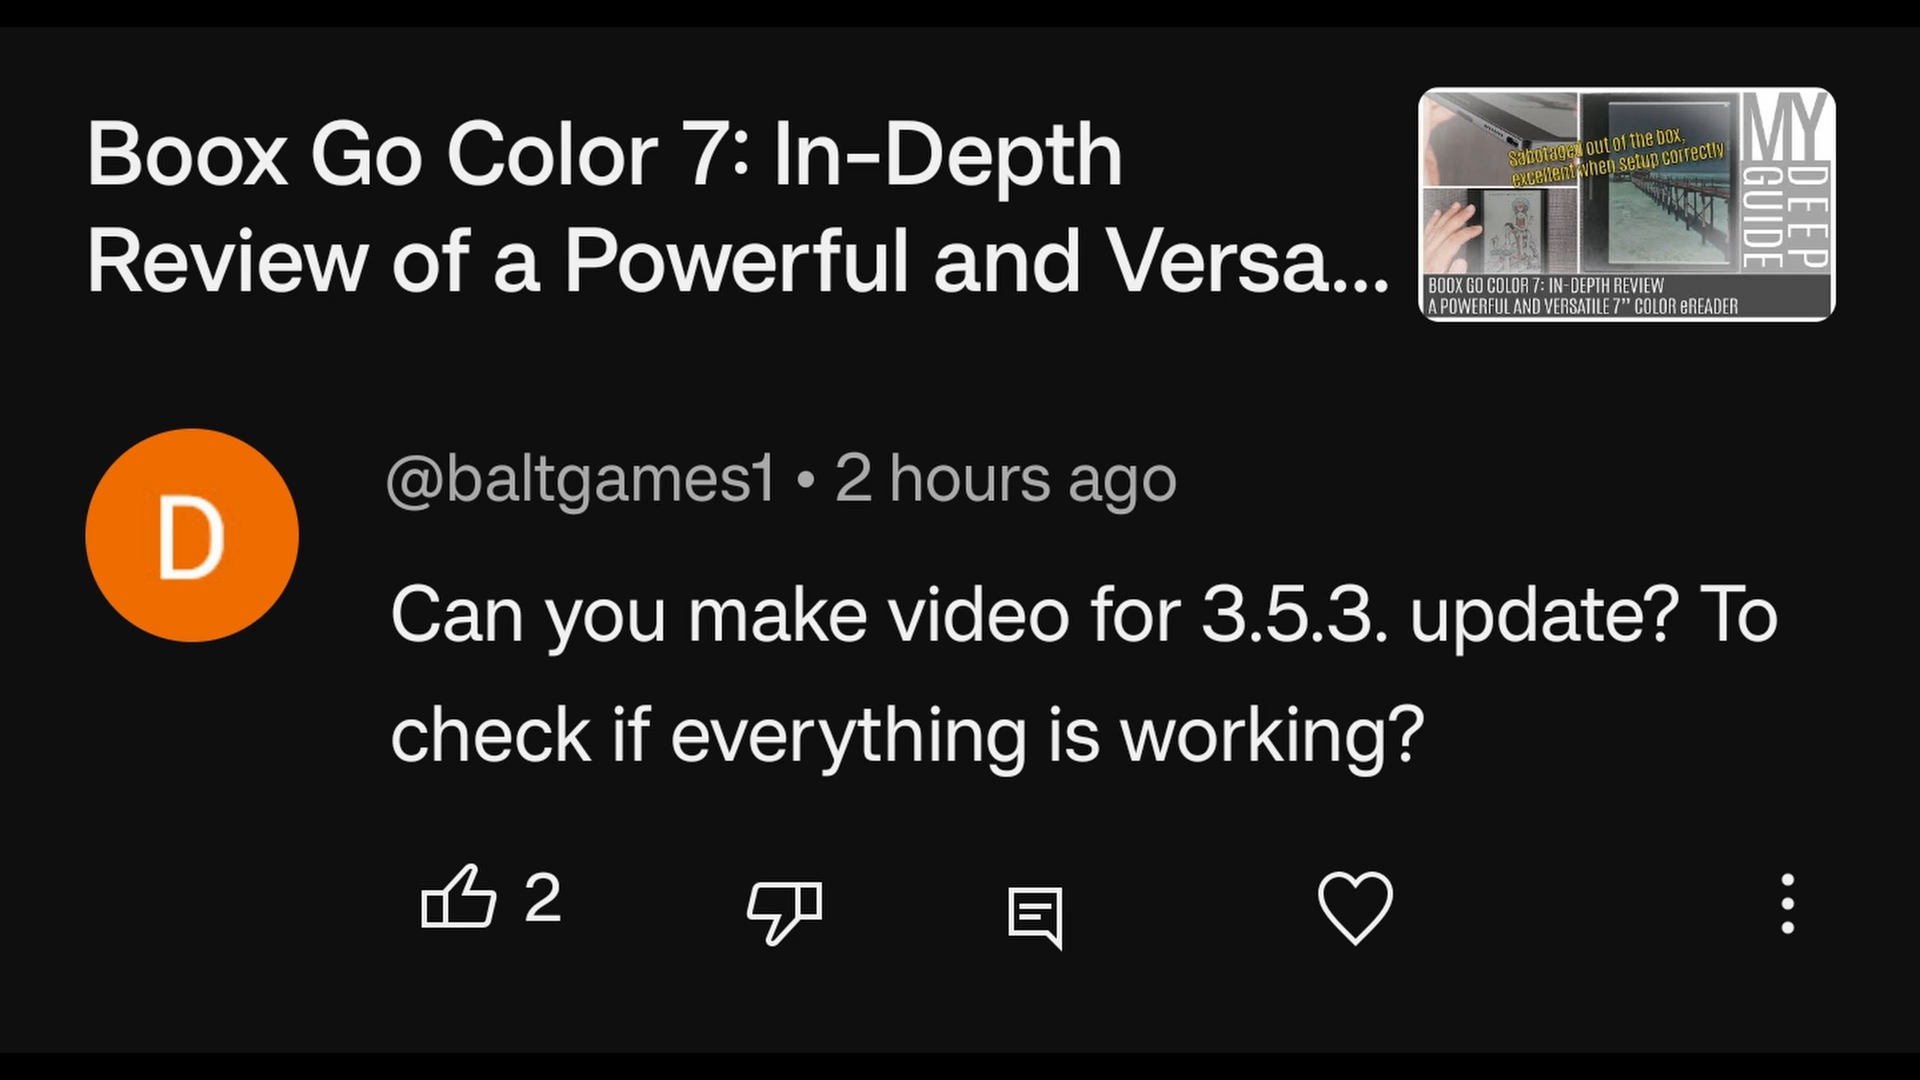 Boox Go Color 7: In-Depth
Review of a Powerful and Versa...
Sabotaged out of the box,
excellent when setup correctly
MY
DEEP
GUIDE
BOOX GO COLOR 7: IN-DEPTH REVIEW
A POWERFUL AND VERSATILE 7" COLOR eREADER
D
@baltgames1 • 2 hours ago
Can you make video for 3.5.3. update? To
check if everything is working?
2